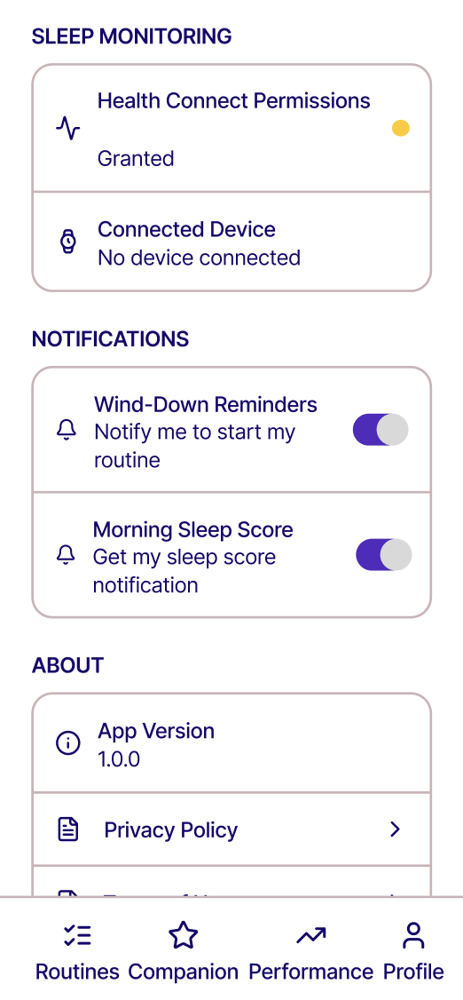 SLEEP MONITORING
Health Connect Permissions
Granted
Connected Device
No device connected
NOTIFICATIONS
Wind-Down Reminders
Notify me to start my
routine
Morning Sleep Score
Get my sleep score
notification
ABOUT
App Version
1.0.0
Privacy Policy
Routines Companion Performance Profile